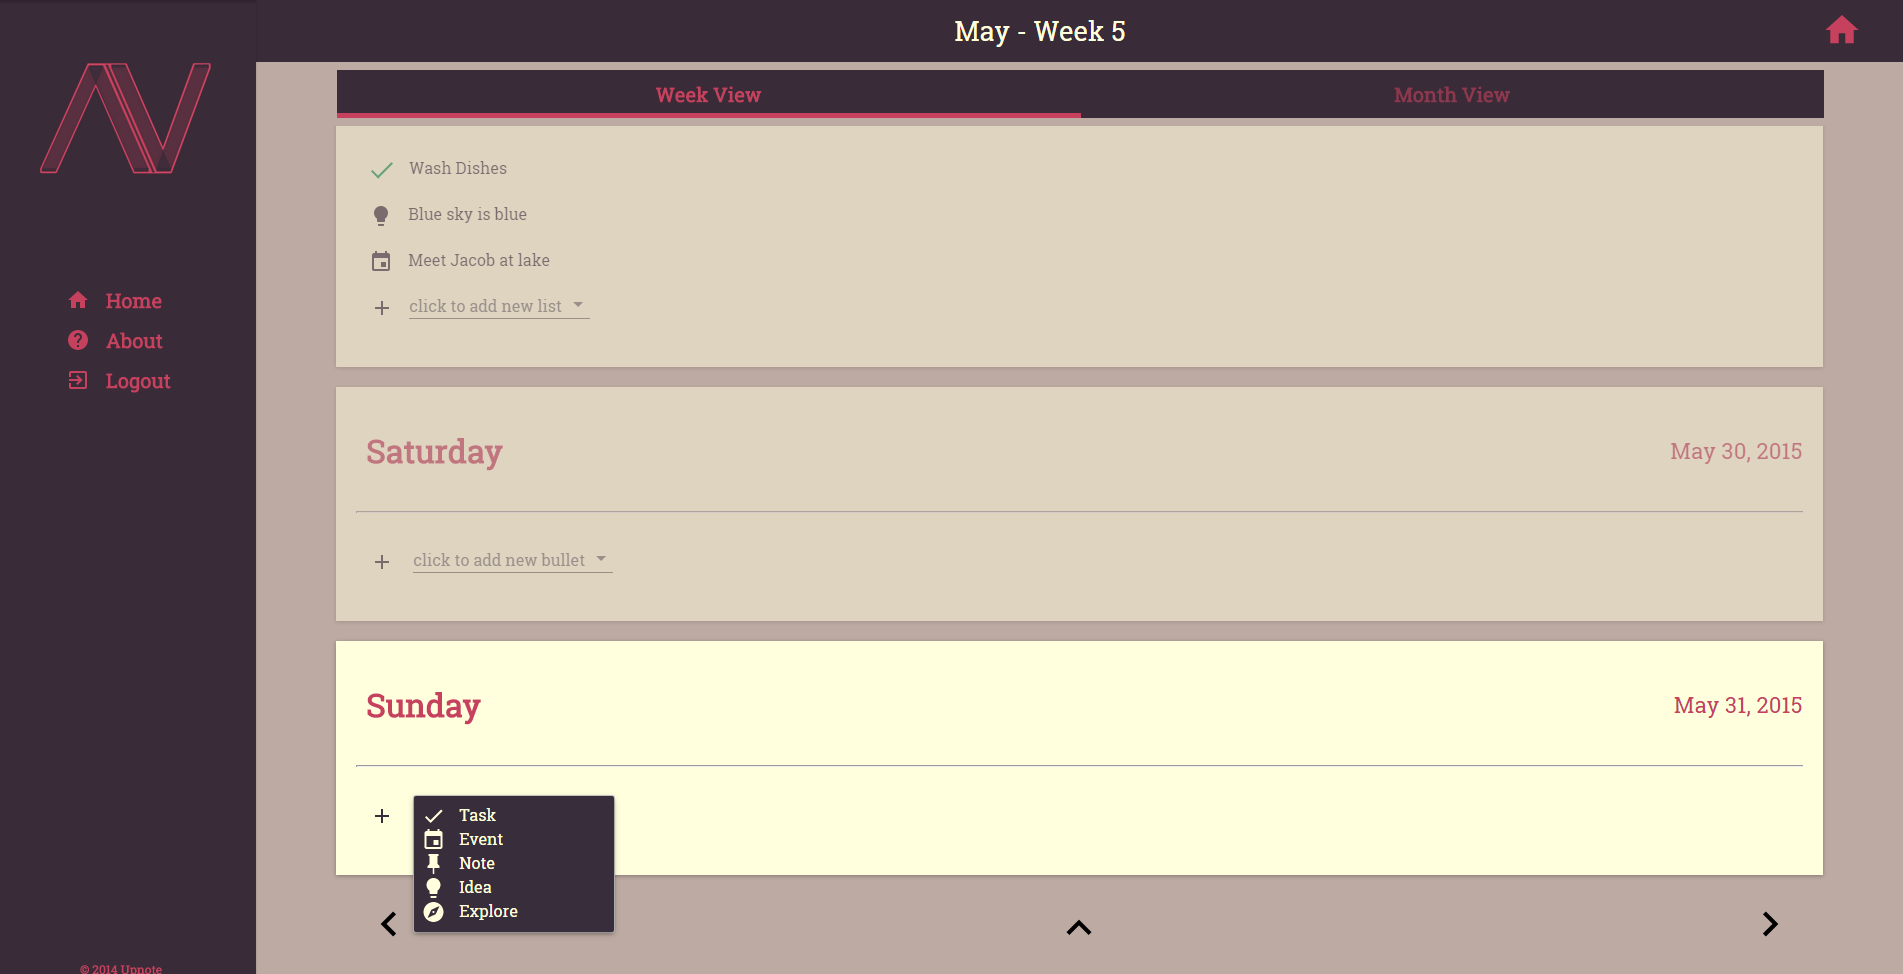 May - Week 5
Week View
Month View
Wash Dishes
Blue sky is blue
Meet Jacob at lake
click to add new list
Home
About
Logout
Saturday
May 30, 2015
click to add new bullet
Sunday
May 31, 2015
Task
Event
Note
Idea
Explore
© 2014 Upnote